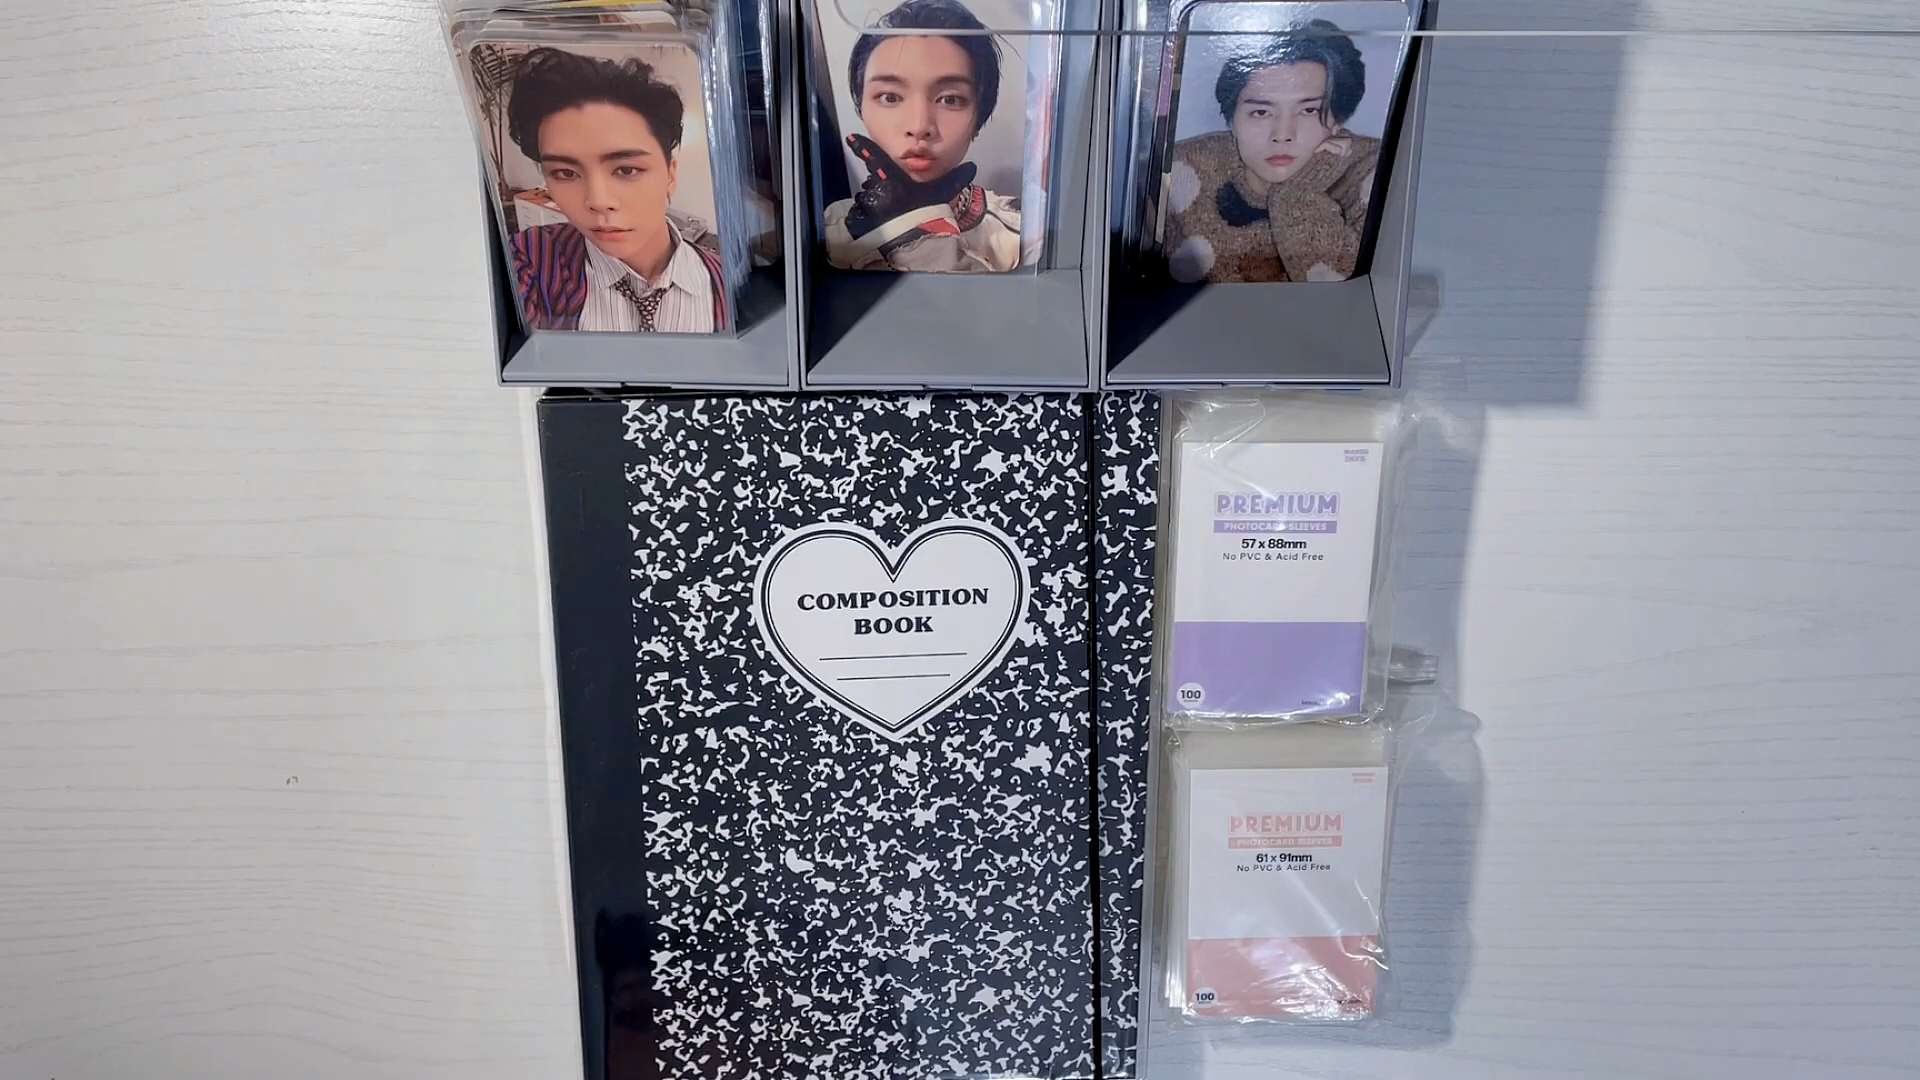 COMPOSITION
BOOK
PREMIUM
PHOTOCARD SLEEVES
57 x 88mm
No PVC & Acid Free
100
PREMIUM
PHOTOCARD SLEEVES
61 x 91mm
No PVC & Acid Free
100